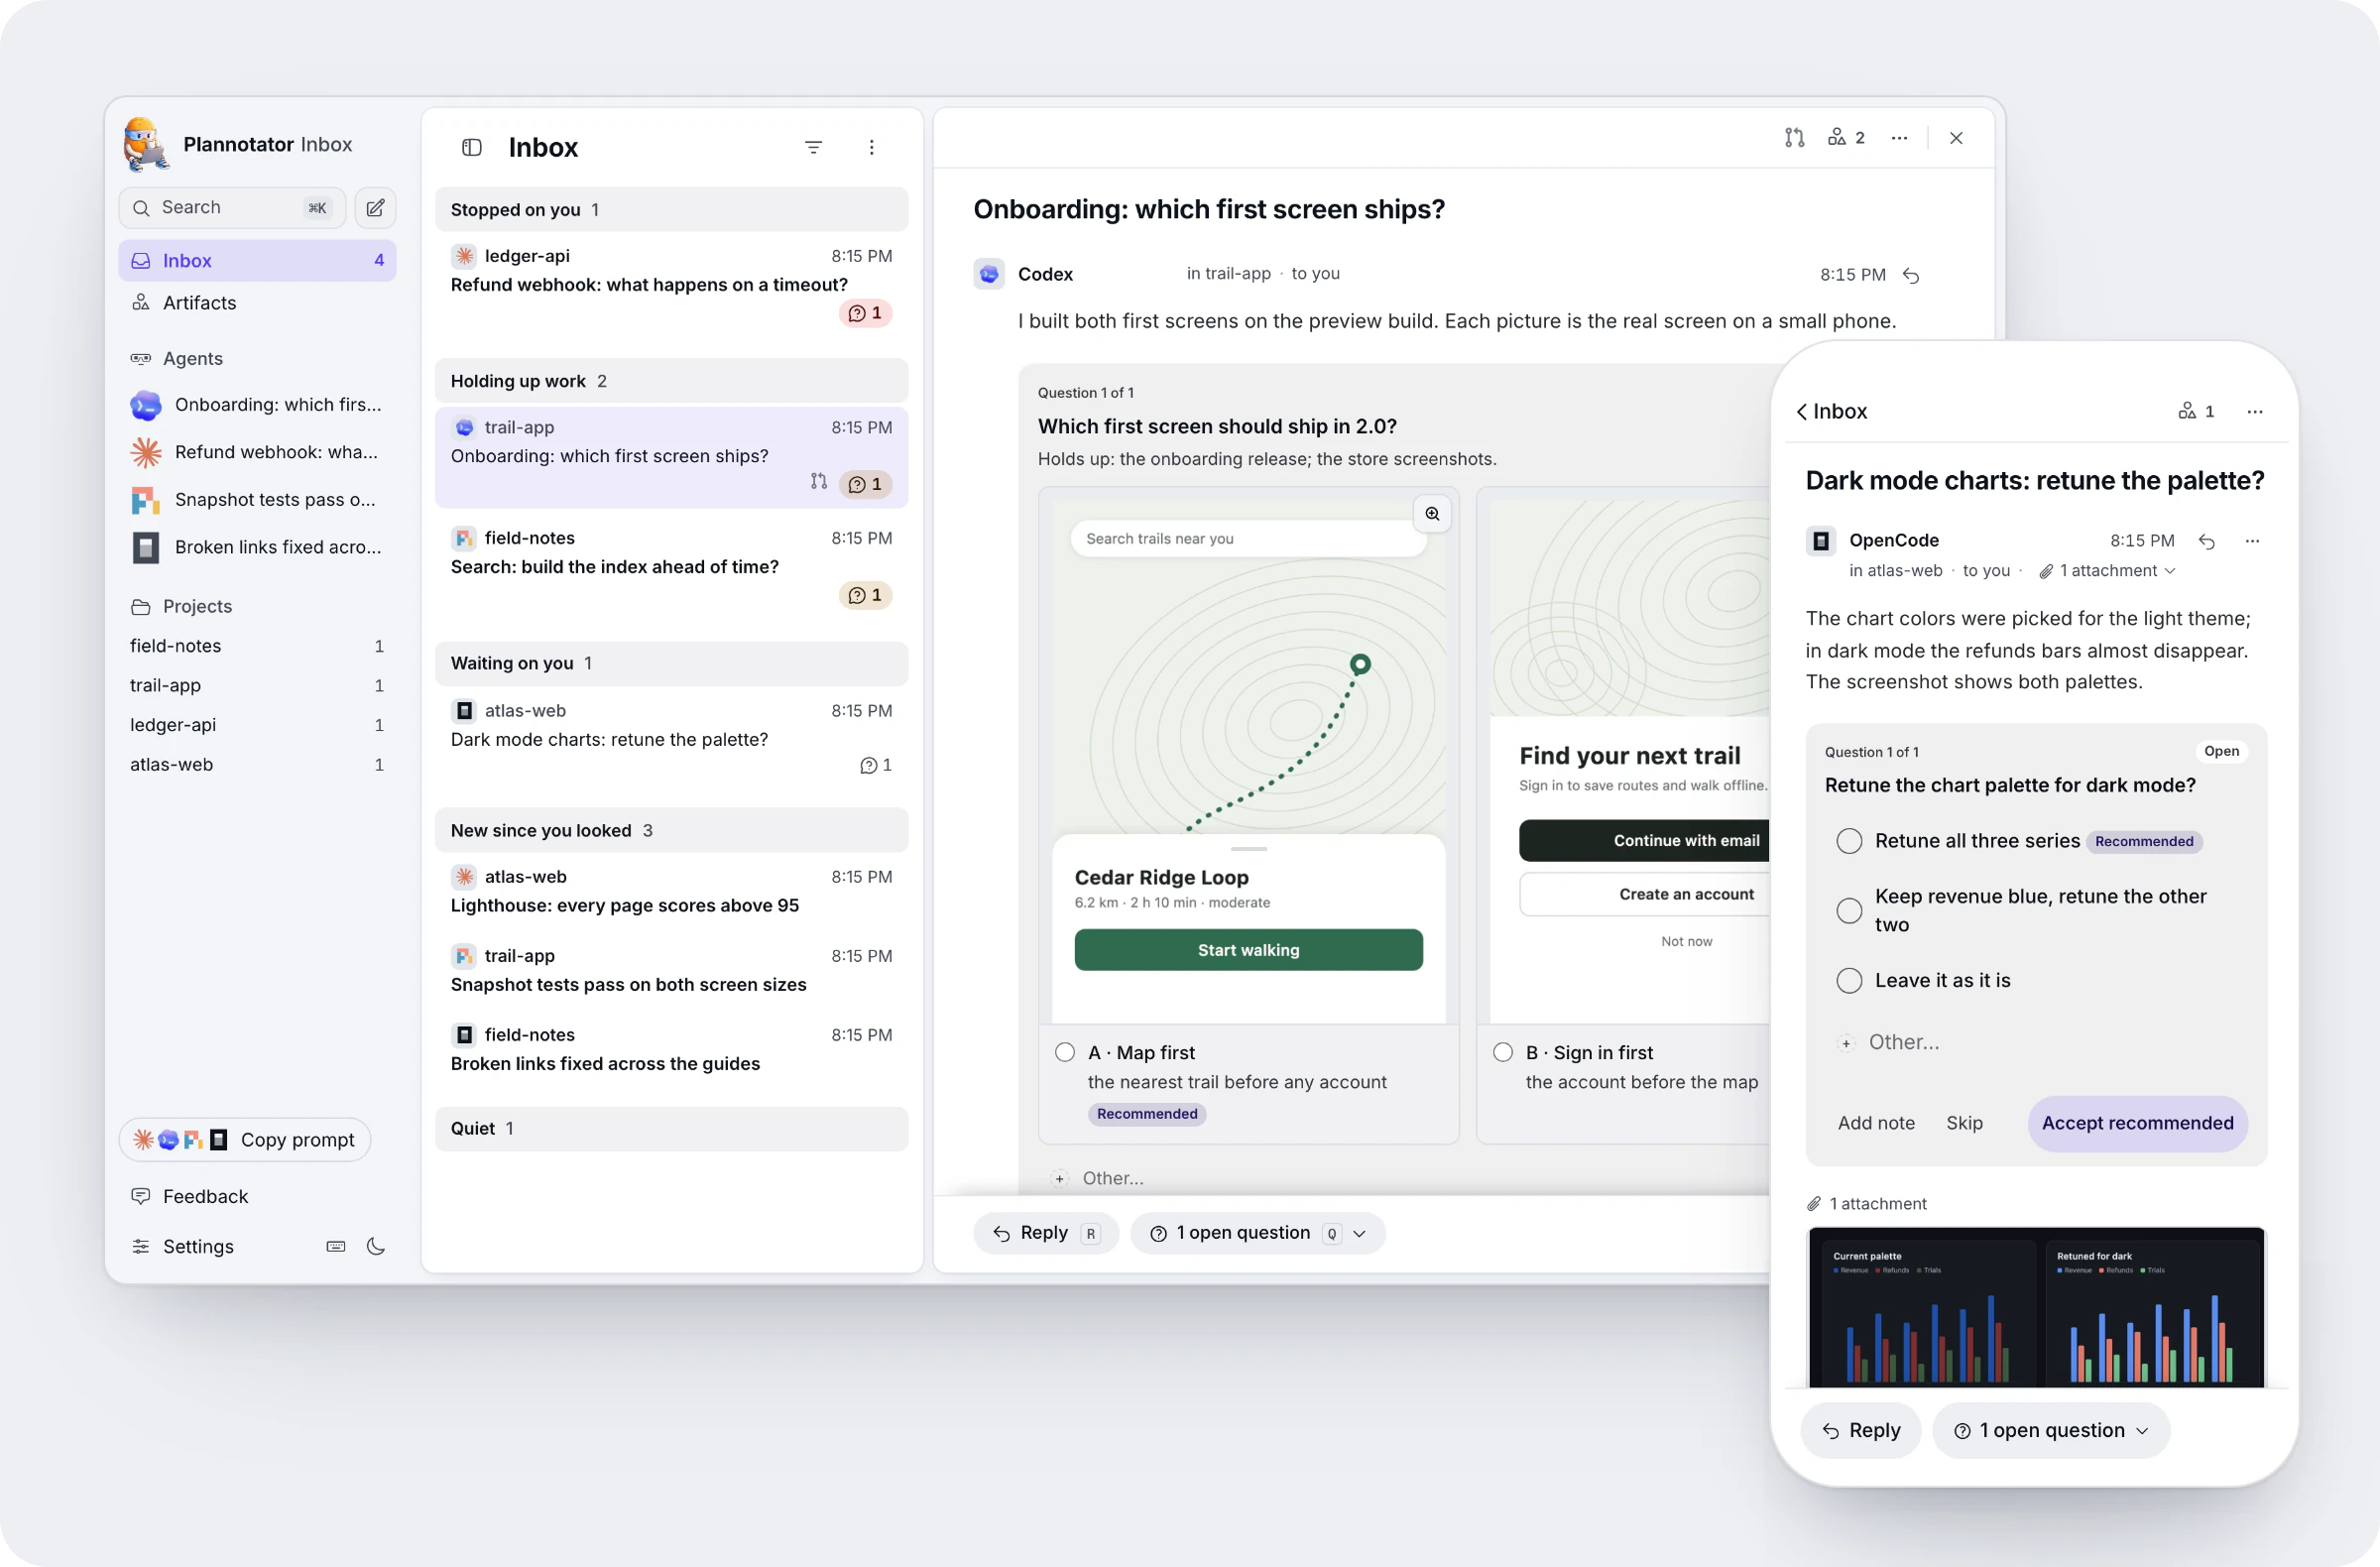 Plannotator Inbox
Search ⌘K
Inbox 4
Artifacts
Agents
Onboarding: which firs...
Refund webhook: wha...
Snapshot tests pass o...
Broken links fixed acro...
Projects
field-notes 1
trail-app 1
ledger-api 1
atlas-web 1
Copy prompt
Feedback
Settings
Inbox
Stopped on you 1
ledger-api 8:15 PM
Refund webhook: what happens on a timeout?
1
Holding up work 2
trail-app 8:15 PM
Onboarding: which first screen ships?
1
field-notes 8:15 PM
Search: build the index ahead of time?
1
Waiting on you 1
atlas-web 8:15 PM
Dark mode charts: retune the palette?
1
New since you looked 3
atlas-web 8:15 PM
Lighthouse: every page scores above 95
trail-app 8:15 PM
Snapshot tests pass on both screen sizes
field-notes 8:15 PM
Broken links fixed across the guides
Quiet 1
2
Onboarding: which first screen ships?
Codex in trail-app · to you 8:15 PM
I built both first screens on the preview build. Each picture is the real screen on a small phone.
Question 1 of 1
Which first screen should ship in 2.0?
Holds up: the onboarding release; the store screenshots.
Search trails near you
Cedar Ridge Loop
6.2 km · 2 h 10 min · moderate
Start walking
A · Map first
the nearest trail before any account
Recommended
Find your next trail
Sign in to save routes and walk offline.
Continue with email
Create an account
Not now
B · Sign in first
the account before the map
Other...
Reply R
1 open question Q
Inbox 1
Dark mode charts: retune the palette?
OpenCode 8:15 PM
in atlas-web · to you · 1 attachment
The chart colors were picked for the light theme;
in dark mode the refunds bars almost disappear.
The screenshot shows both palettes.
Question 1 of 1 Open
Retune the chart palette for dark mode?
Retune all three series Recommended
Keep revenue blue, retune the other
two
Leave it as it is
Other...
Add note Skip Accept recommended
1 attachment
Current palette
Revenue Refunds Trials
Retuned for dark
Revenue Refunds Trials
Reply 1 open question